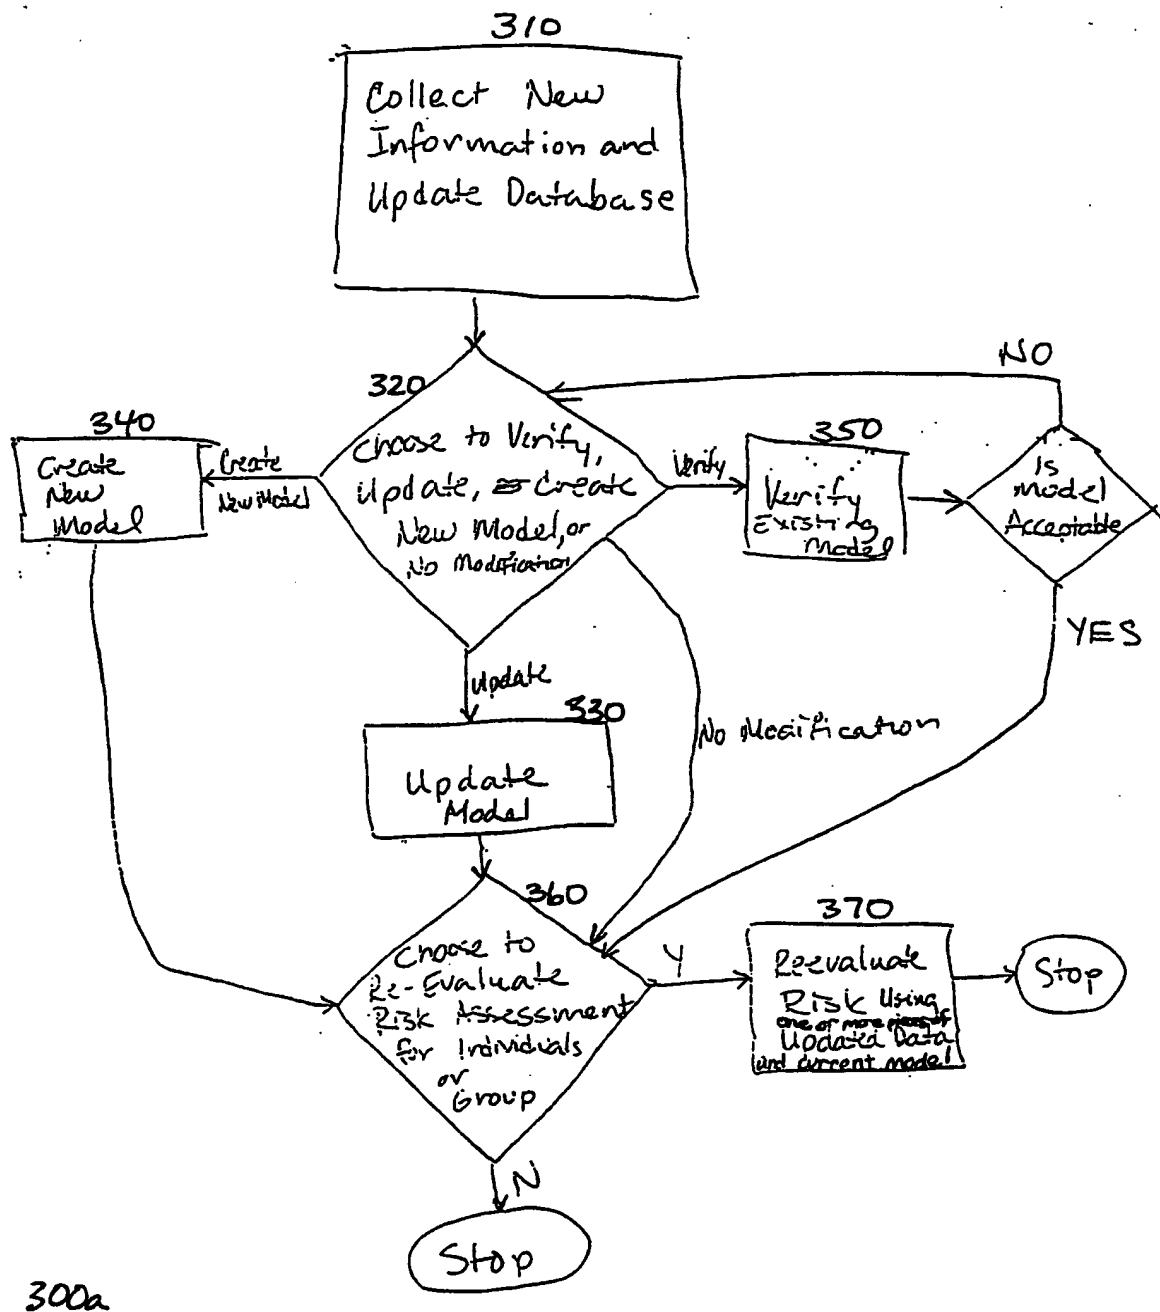 310
Collect New
Information and
Update Database
NO
320
340
350
Create
New
Model
Create
New Model
Choose to Verify,
Update, Create
New Model, or
No Modification
Verify
Verify
Existing
Model
Is
Model
Acceptable
YES
Update
330
No Modification
Update
Model
360
370
Choose to
Re-Evaluate
Risk Assessment
for Individuals
or
Group
Y
Reevaluate
Risk Using
one or more pieces of
Updated Data
and current model
Stop
N
Stop
300a